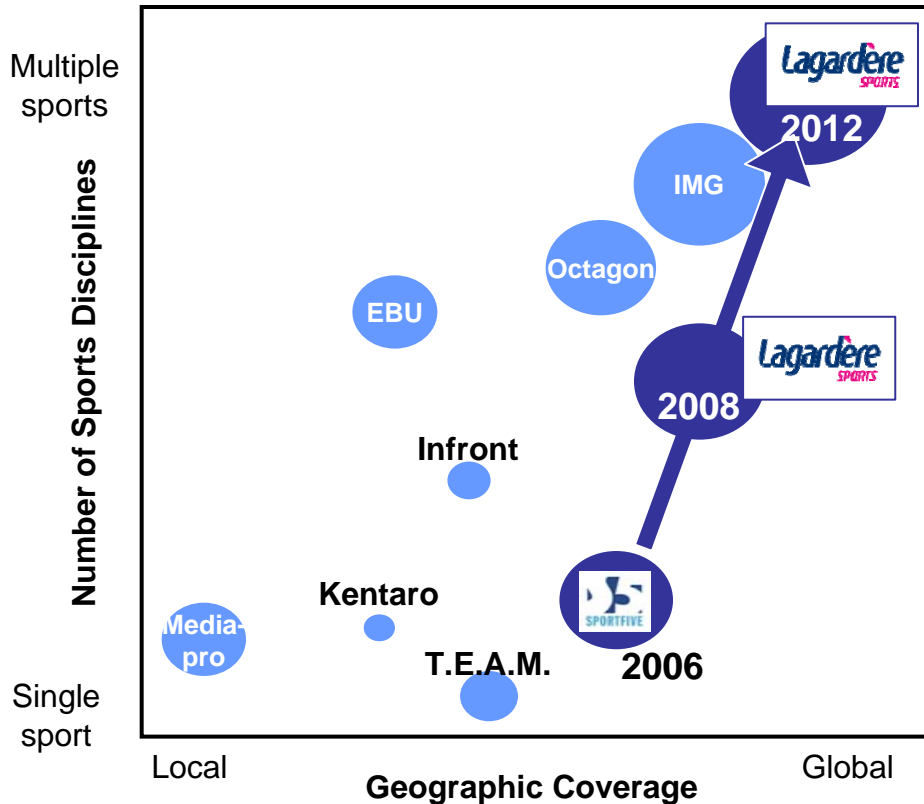 Multiple
sports
Number of Sports Disciplines
Single
sport
Lagardère
SPORTS
2012
IMG
Octagon
EBU
Lagardère
SPORTS
2008
Infront
SPORTFIVE
Kentaro
Media-
pro
2006
T.E.A.M.
Local
Global
Geographic Coverage